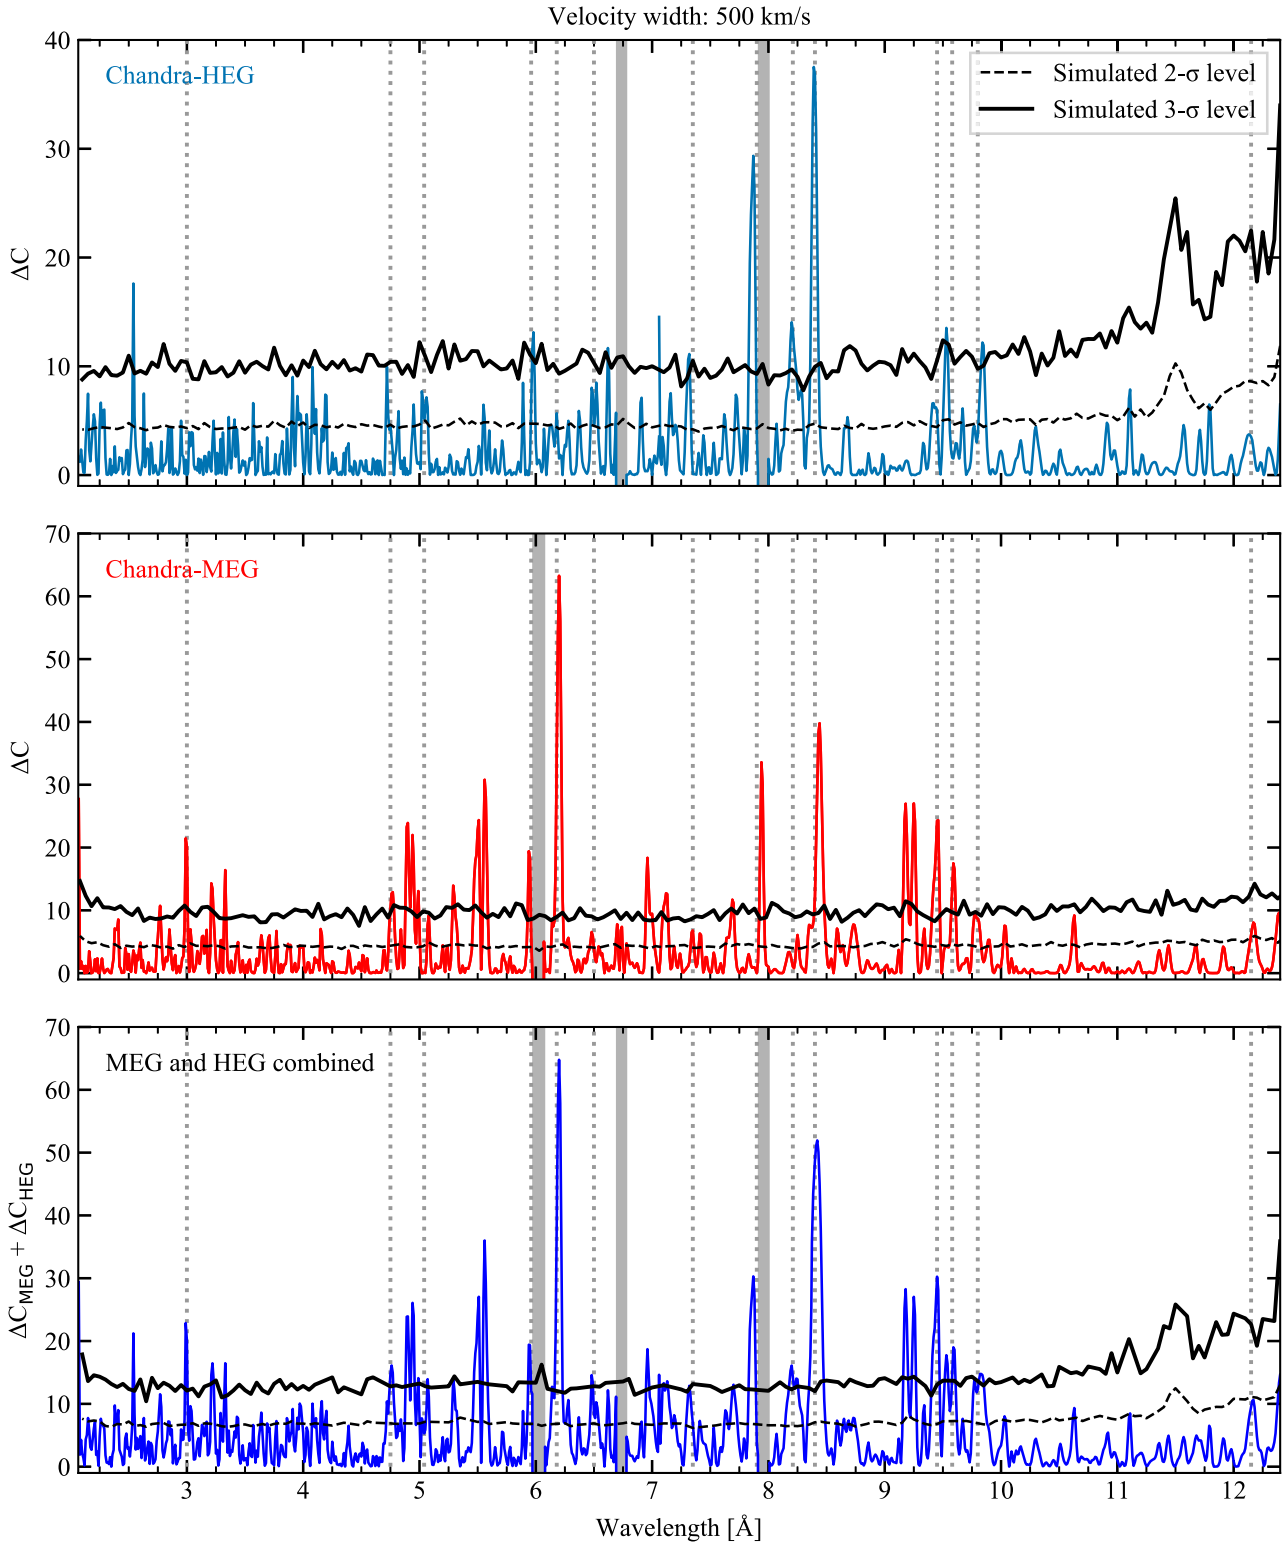 Velocity width: 500 km/s
Chandra-HEG
Simulated 2-σ level
Simulated 3-σ level
40
30
20
10
0
ΔC
Chandra-MEG
70
60
50
40
30
20
10
0
ΔC
MEG and HEG combined
70
60
50
40
30
20
10
0
ΔC_MEG + ΔC_HEG
3 4 5 6 7 8 9 10 11 12
Wavelength [Å]